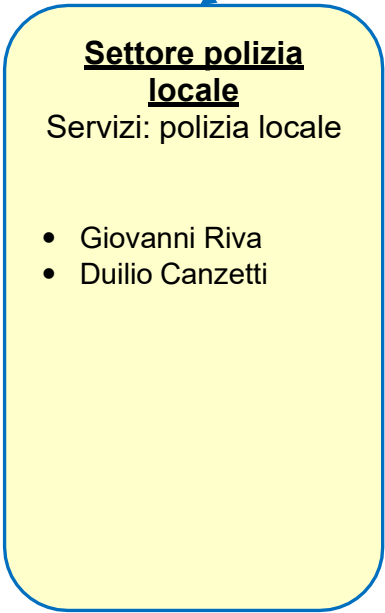 Settore polizia
locale
Servizi: polizia locale
• Giovanni Riva
• Duilio Canzetti